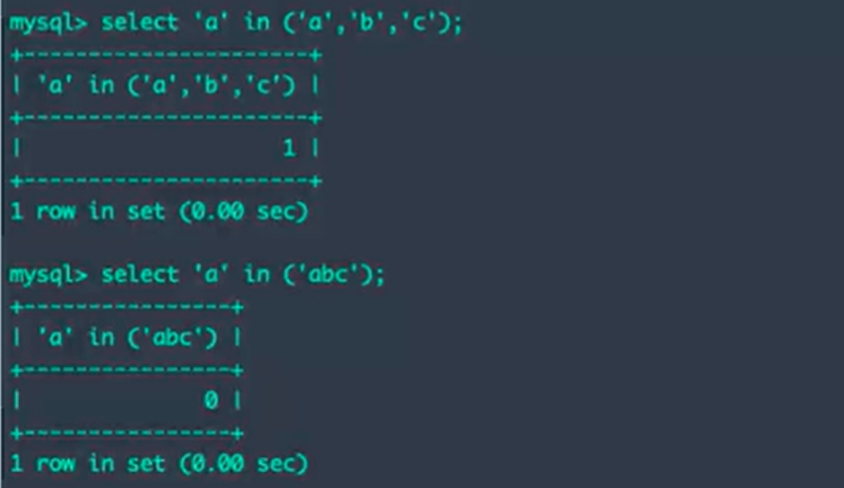 mysql> select 'a' in ('a','b','c');
+----------------------+
| 'a' in ('a','b','c') |
+----------------------+
|                    1 |
+----------------------+
1 row in set (0.00 sec)
mysql> select 'a' in ('abc');
+----------------+
| 'a' in ('abc') |
+----------------+
|              0 |
+----------------+
1 row in set (0.00 sec)